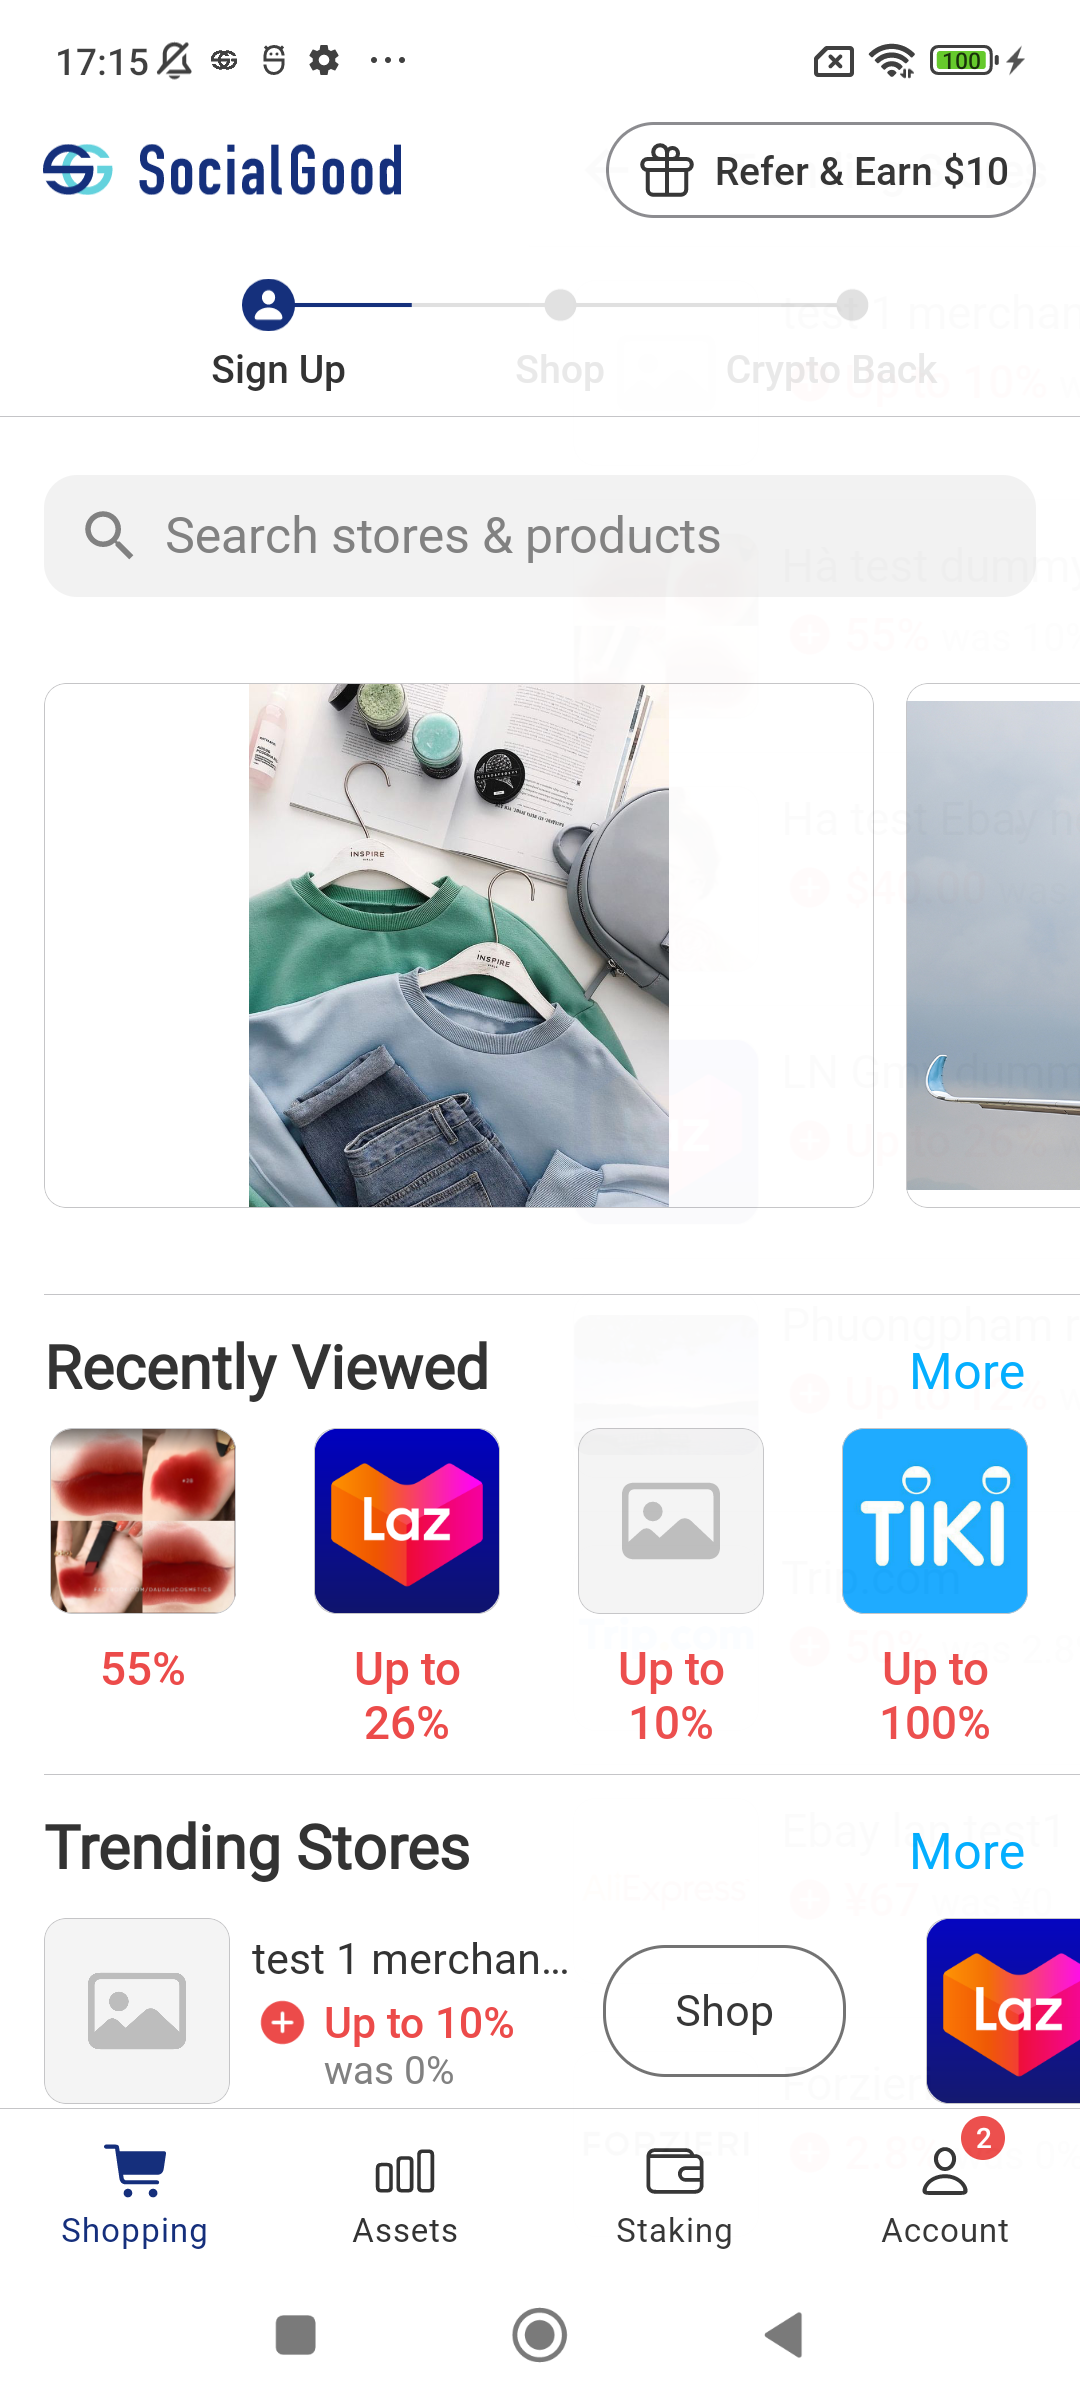 17:15
100
SocialGood
Refer & Earn $10
Sign Up
Shop
Crypto Back
Search stores & products
INSPIRE
INSPIRE
Recently Viewed
More
Laz
TIKI
55%
Up to
26%
Up to
10%
Up to
100%
Trending Stores
More
test 1 merchan...
Up to 10%
was 0%
Shop
Laz
2
Shopping
Assets
Staking
Account